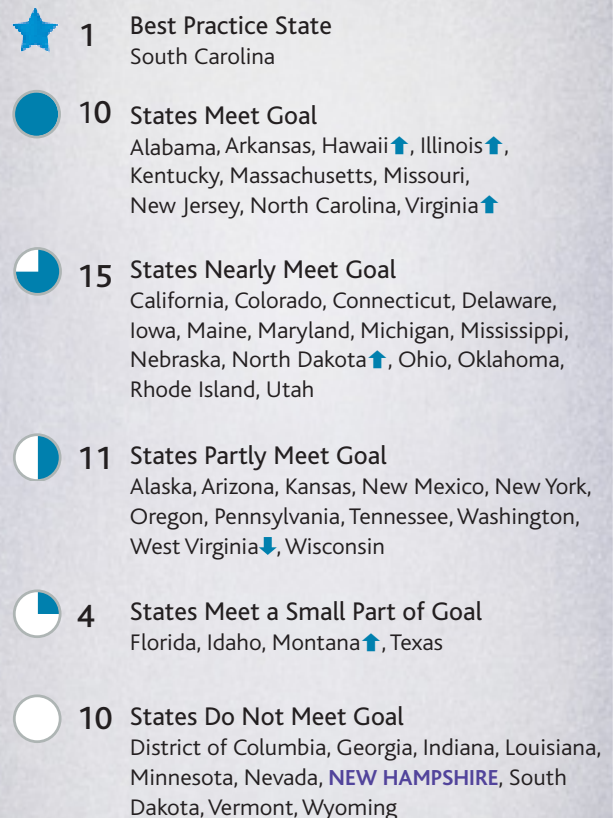 1 Best Practice State
South Carolina
10 States Meet Goal
Alabama, Arkansas, Hawaii⬆, Illinois⬆,
Kentucky, Massachusetts, Missouri,
New Jersey, North Carolina, Virginia⬆
15 States Nearly Meet Goal
California, Colorado, Connecticut, Delaware,
Iowa, Maine, Maryland, Michigan, Mississippi,
Nebraska, North Dakota⬆, Ohio, Oklahoma,
Rhode Island, Utah
11 States Partly Meet Goal
Alaska, Arizona, Kansas, New Mexico, New York,
Oregon, Pennsylvania, Tennessee, Washington,
West Virginia⬇, Wisconsin
4 States Meet a Small Part of Goal
Florida, Idaho, Montana⬆, Texas
10 States Do Not Meet Goal
District of Columbia, Georgia, Indiana, Louisiana,
Minnesota, Nevada, NEW HAMPSHIRE, South
Dakota, Vermont, Wyoming